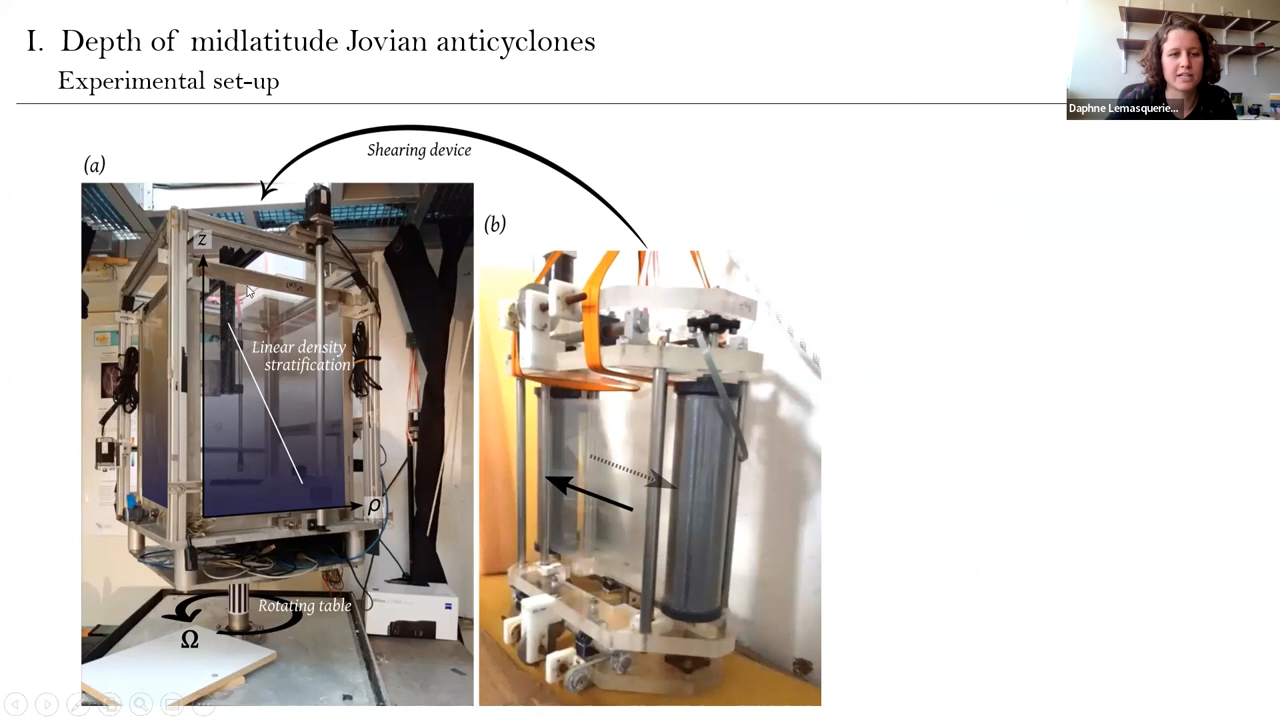 I. Depth of midlatitude Jovian anticyclones
Experimental set-up
Daphne Lemasquerie...
Shearing device
(a)
(b)
z
Linear density
stratification
ρ
Rotating table
Ω